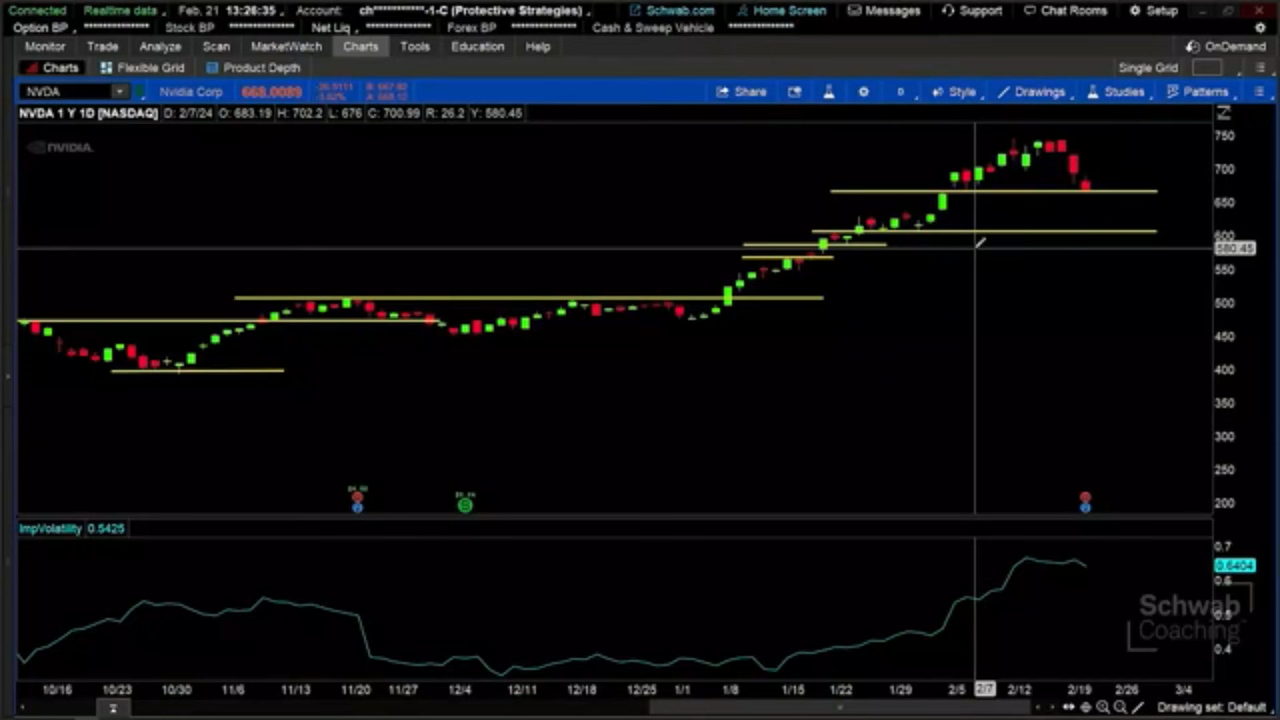 Connected Realtime data Feb. 21 13:26:35 Account: ch***********-1-C (Protective Strategies) Schwab.com Home Screen Messages Support Chat Rooms Setup
Option BP Stock BP Net Liq Forex BP Cash & Sweep Vehicle
Monitor Trade Analyze Scan MarketWatch Charts Tools Education Help OnDemand
Charts Flexible Grid Product Depth Single Grid
NVDA Nvidia Corp 668.0089 Share D Style Drawings Studies Patterns
NVDA 1 Y 1D [NASDAQ] D: 2/7/24 O: 683.19 H: 702.2 L: 676 C: 700.99 R: 26.2 Y: 580.45
NVIDIA.
750
700
650
600
580.45
550
500
450
400
350
300
250
200
ImpVolatility 0.5425
0.7
0.6404
0.6
0.5
0.4
Schwab
Coaching
10/16 10/23 10/30 11/6 11/13 11/20 11/27 12/4 12/11 12/18 12/25 1/1 1/8 1/15 1/22 1/29 2/5 2/7 2/12 2/19 2/26 3/4
Drawing set: Default